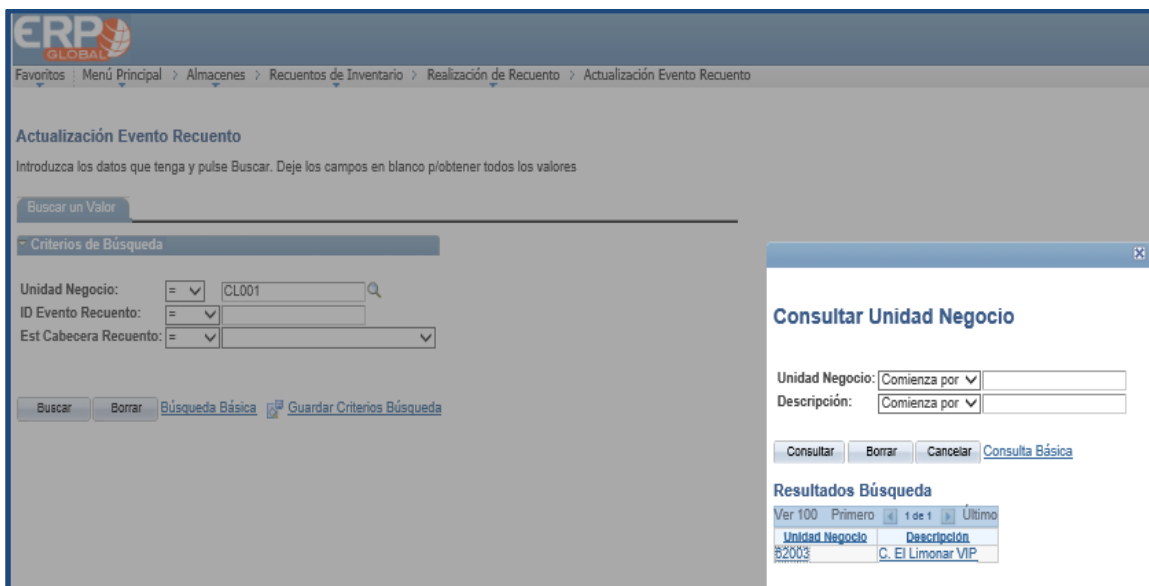 ERP
GLOBAL
Favoritos Menú Principal > Almacenes > Recuentos de Inventario > Realización de Recuento > Actualización Evento Recuento
Actualización Evento Recuento
Introduzca los datos que tenga y pulse Buscar. Deje los campos en blanco p/obtener todos los valores
Buscar un Valor
Criterios de Búsqueda
Unidad Negocio: = CL001
ID Evento Recuento: =
Est Cabecera Recuento: =
Buscar Borrar Búsqueda Básica Guardar Criterios Búsqueda
Consultar Unidad Negocio
Unidad Negocio: Comienza por
Descripción: Comienza por
Consultar Borrar Cancelar Consulta Básica
Resultados Búsqueda
Ver 100 Primero 1 de 1 Último
Unidad Negocio Descripción
62003 C. El Limonar VIP